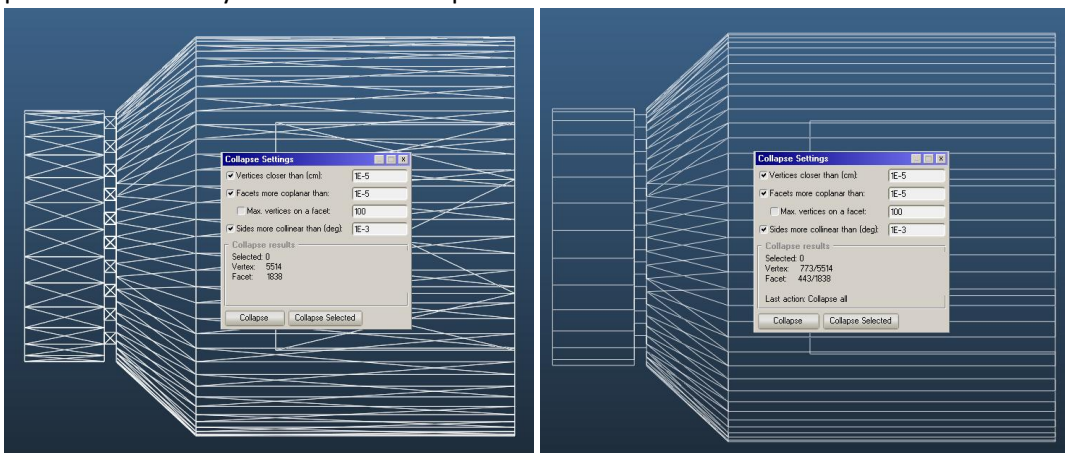 Collapse Settings
Vertices closer than (cm): 1E-5
Facets more coplanar than: 1E-5
Max. vertices on a facet: 100
Sides more collinear than (deg): 1E-3
Collapse results
Selected: 0
Vertex: 5514
Facet: 1838
Collapse Collapse Selected
Collapse Settings
Vertices closer than (cm): 1E-5
Facets more coplanar than: 1E-5
Max. vertices on a facet: 100
Sides more collinear than (deg): 1E-3
Collapse results
Selected: 0
Vertex: 773/5514
Facet: 443/1838
Last action: Collapse all
Collapse Collapse Selected